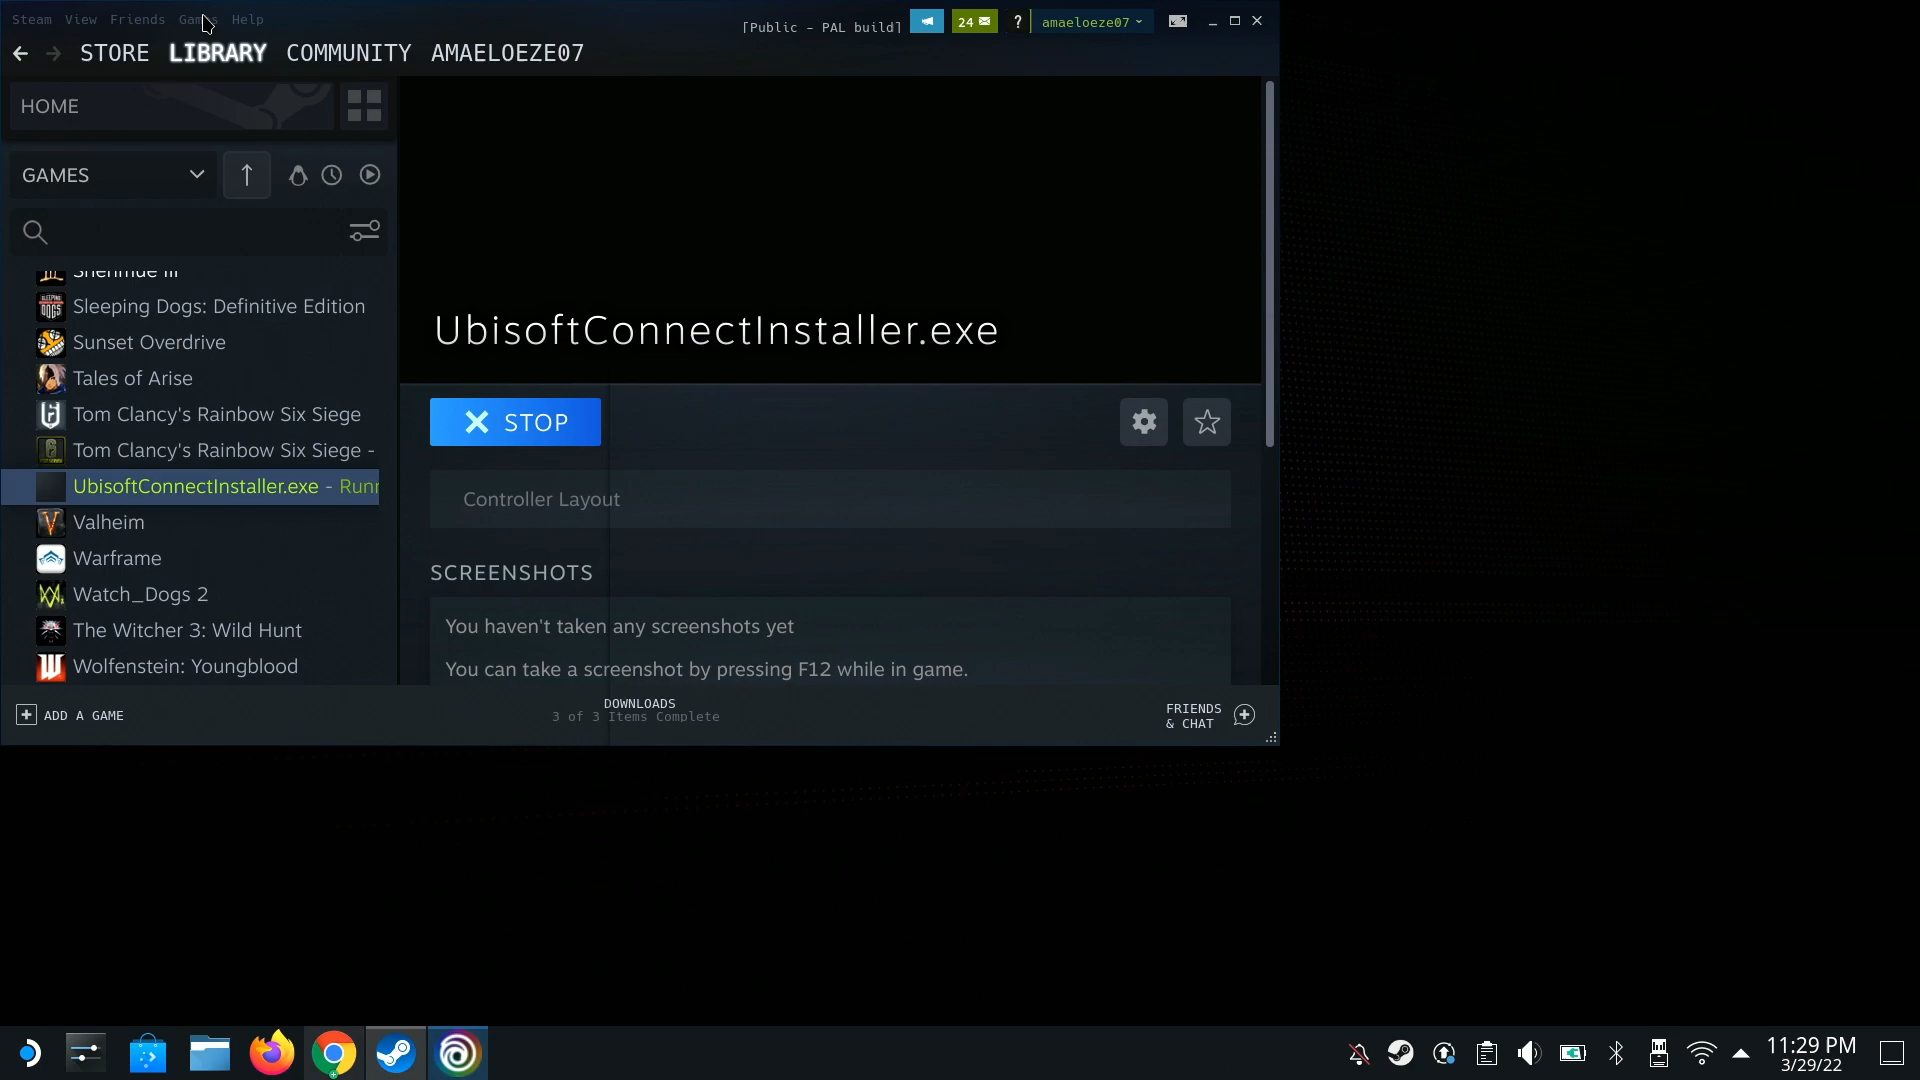 Steam View Friends Games Help
[Public - PAL build] 24 ? amaeloeze07
STORE LIBRARY COMMUNITY AMAELOEZE07
HOME
GAMES
Shenmue III
Sleeping Dogs: Definitive Edition
Sunset Overdrive
Tales of Arise
Tom Clancy's Rainbow Six Siege
Tom Clancy's Rainbow Six Siege -
UbisoftConnectInstaller.exe - Runn
Valheim
Warframe
Watch_Dogs 2
The Witcher 3: Wild Hunt
Wolfenstein: Youngblood
UbisoftConnectInstaller.exe
STOP
Controller Layout
SCREENSHOTS
You haven't taken any screenshots yet
You can take a screenshot by pressing F12 while in game.
ADD A GAME
DOWNLOADS
3 of 3 Items Complete
FRIENDS
& CHAT
11:29 PM
3/29/22